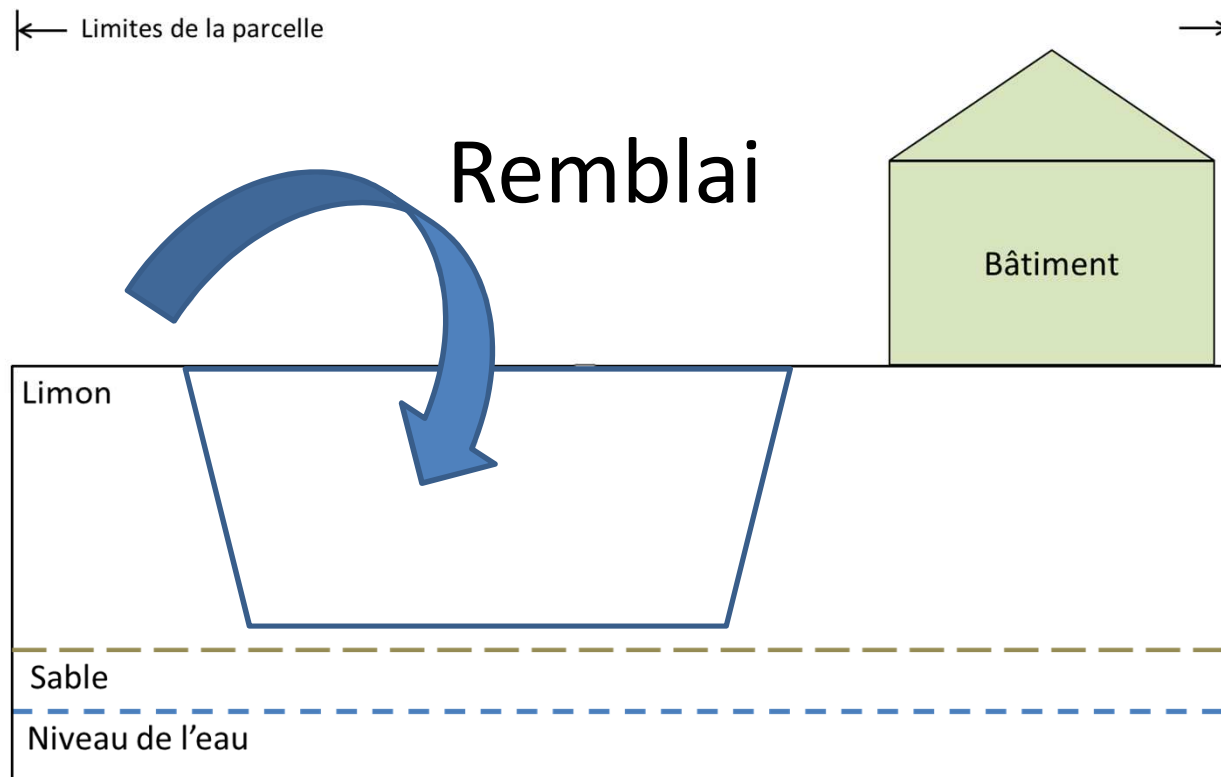 Limites de la parcelle
Remblai
Bâtiment
Limon
Sable
Niveau de l'eau